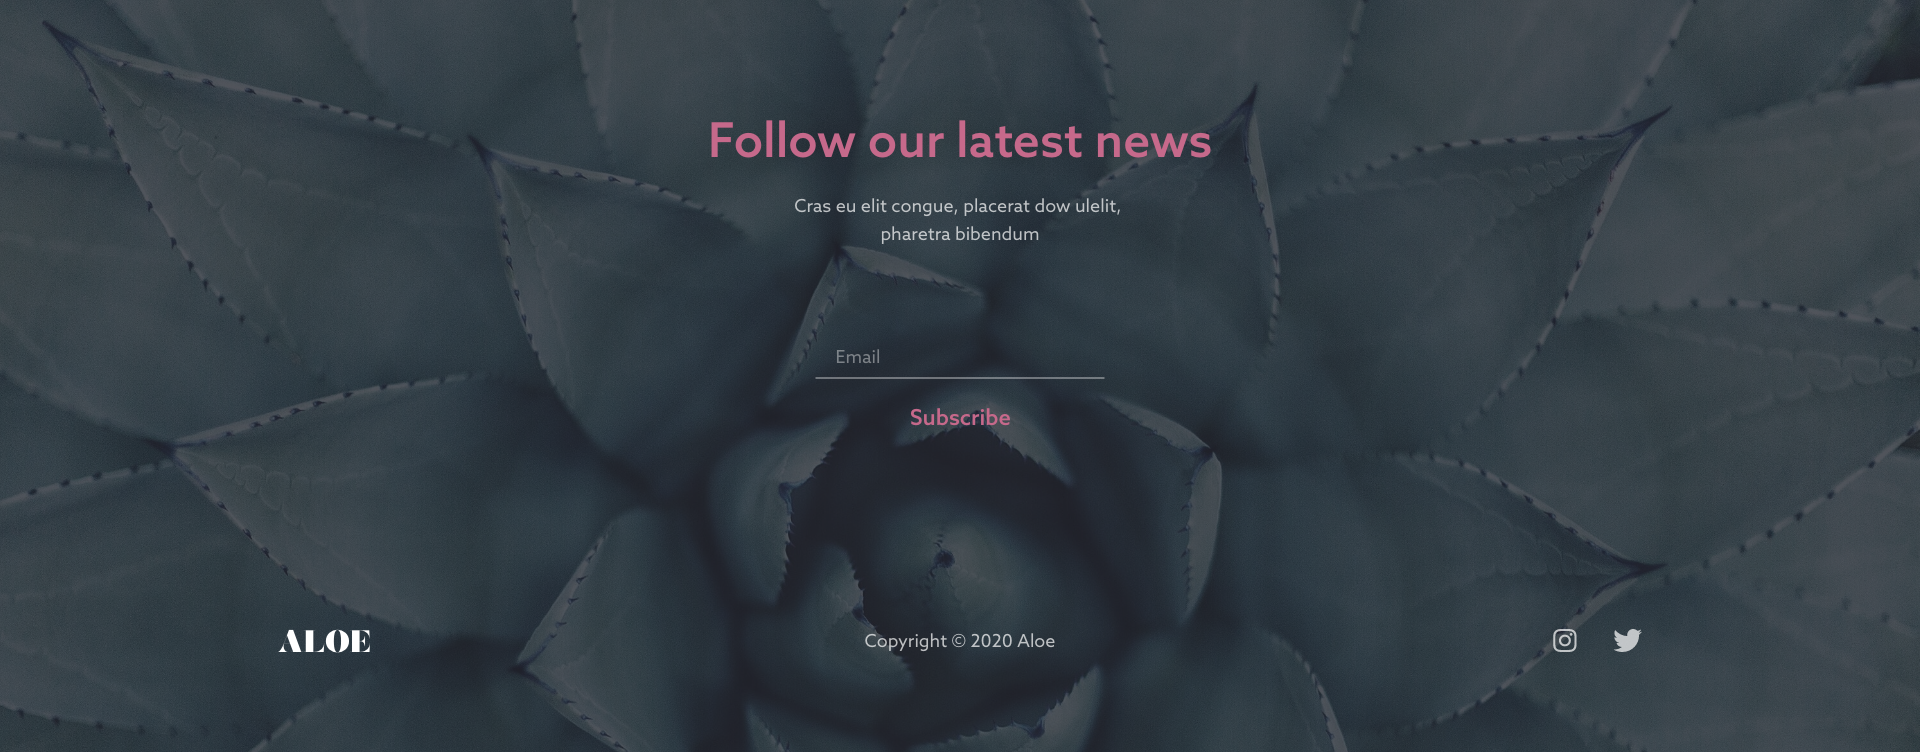 Follow our latest news
Cras eu elit congue, placerat dow ulelit,
pharetra bibendum
Email
Subscribe
ALOE
Copyright © 2020 Aloe